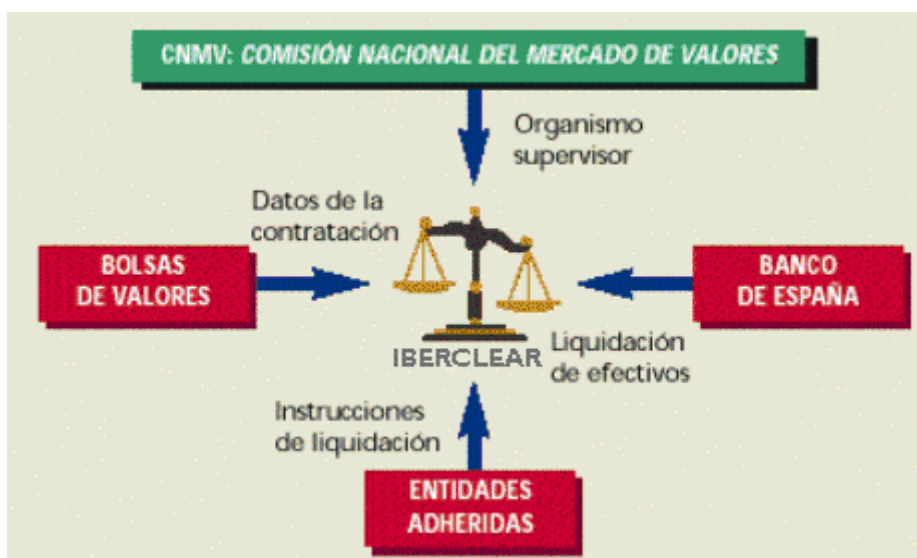 CNMV: COMISIÓN NACIONAL DEL MERCADO DE VALORES
Organismo
supervisor
Datos de la
contratación
BOLSAS
DE VALORES
BANCO
DE ESPAÑA
IBERCLEAR
Liquidación
de efectivos
Instrucciones
de liquidación
ENTIDADES
ADHERIDAS